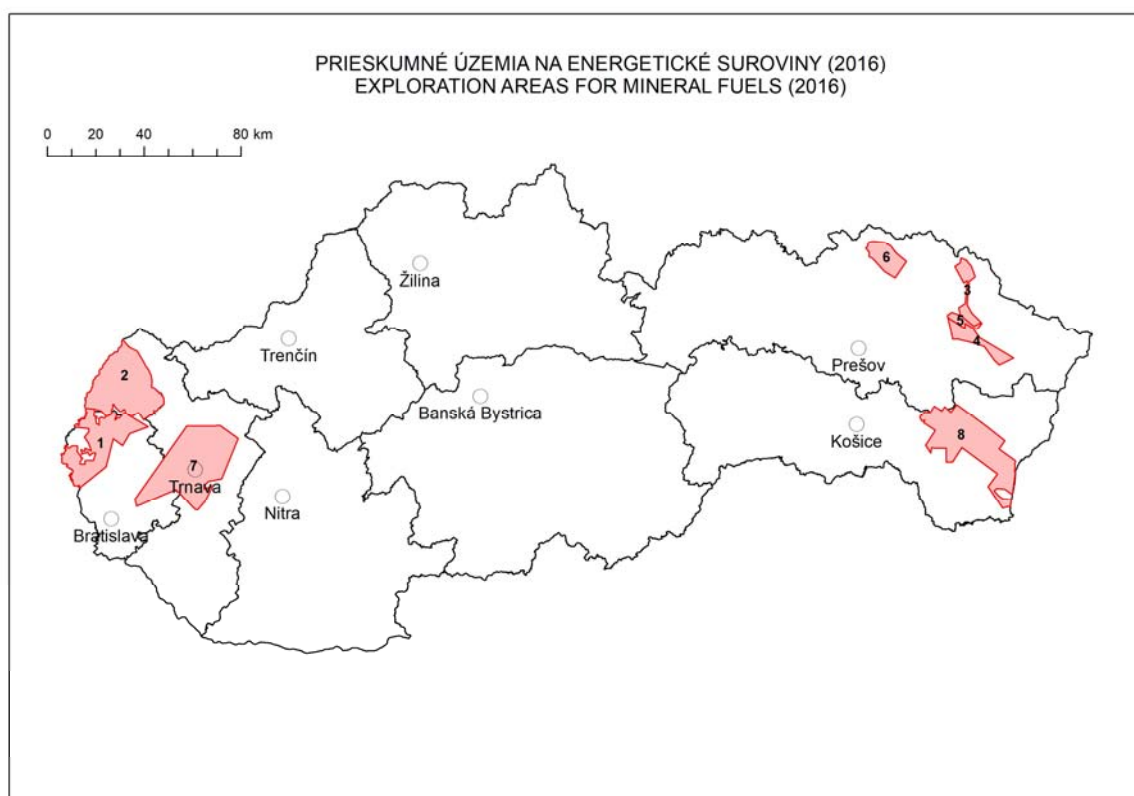 PRIESKUMNÉ ÚZEMIA NA ENERGETICKÉ SUROVINY (2016)
EXPLORATION AREAS FOR MINERAL FUELS (2016)
0 20 40 80 km
6
Žilina
3
5
Trenčín
4
Prešov
2
Banská Bystrica
Košice
8
1
7
Trnava
Nitra
Bratislava